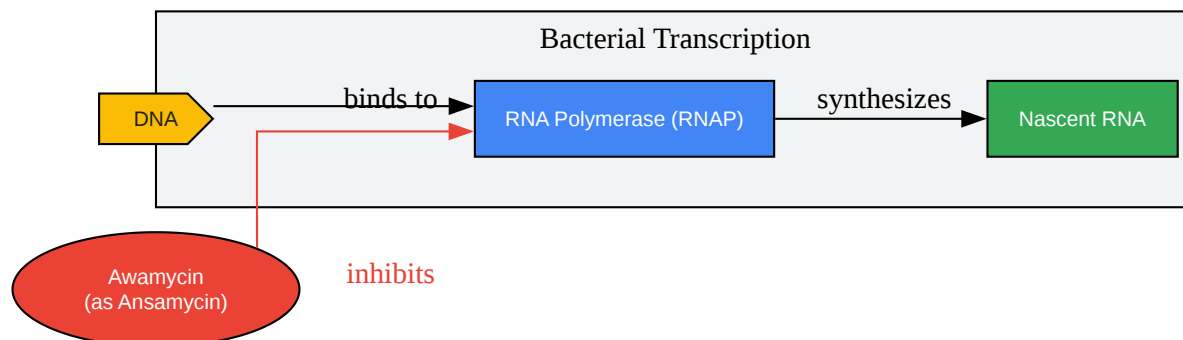 Bacterial Transcription
DNA
binds to
RNA Polymerase (RNAP)
synthesizes
Nascent RNA
Awamycin
(as Ansamycin)
inhibits